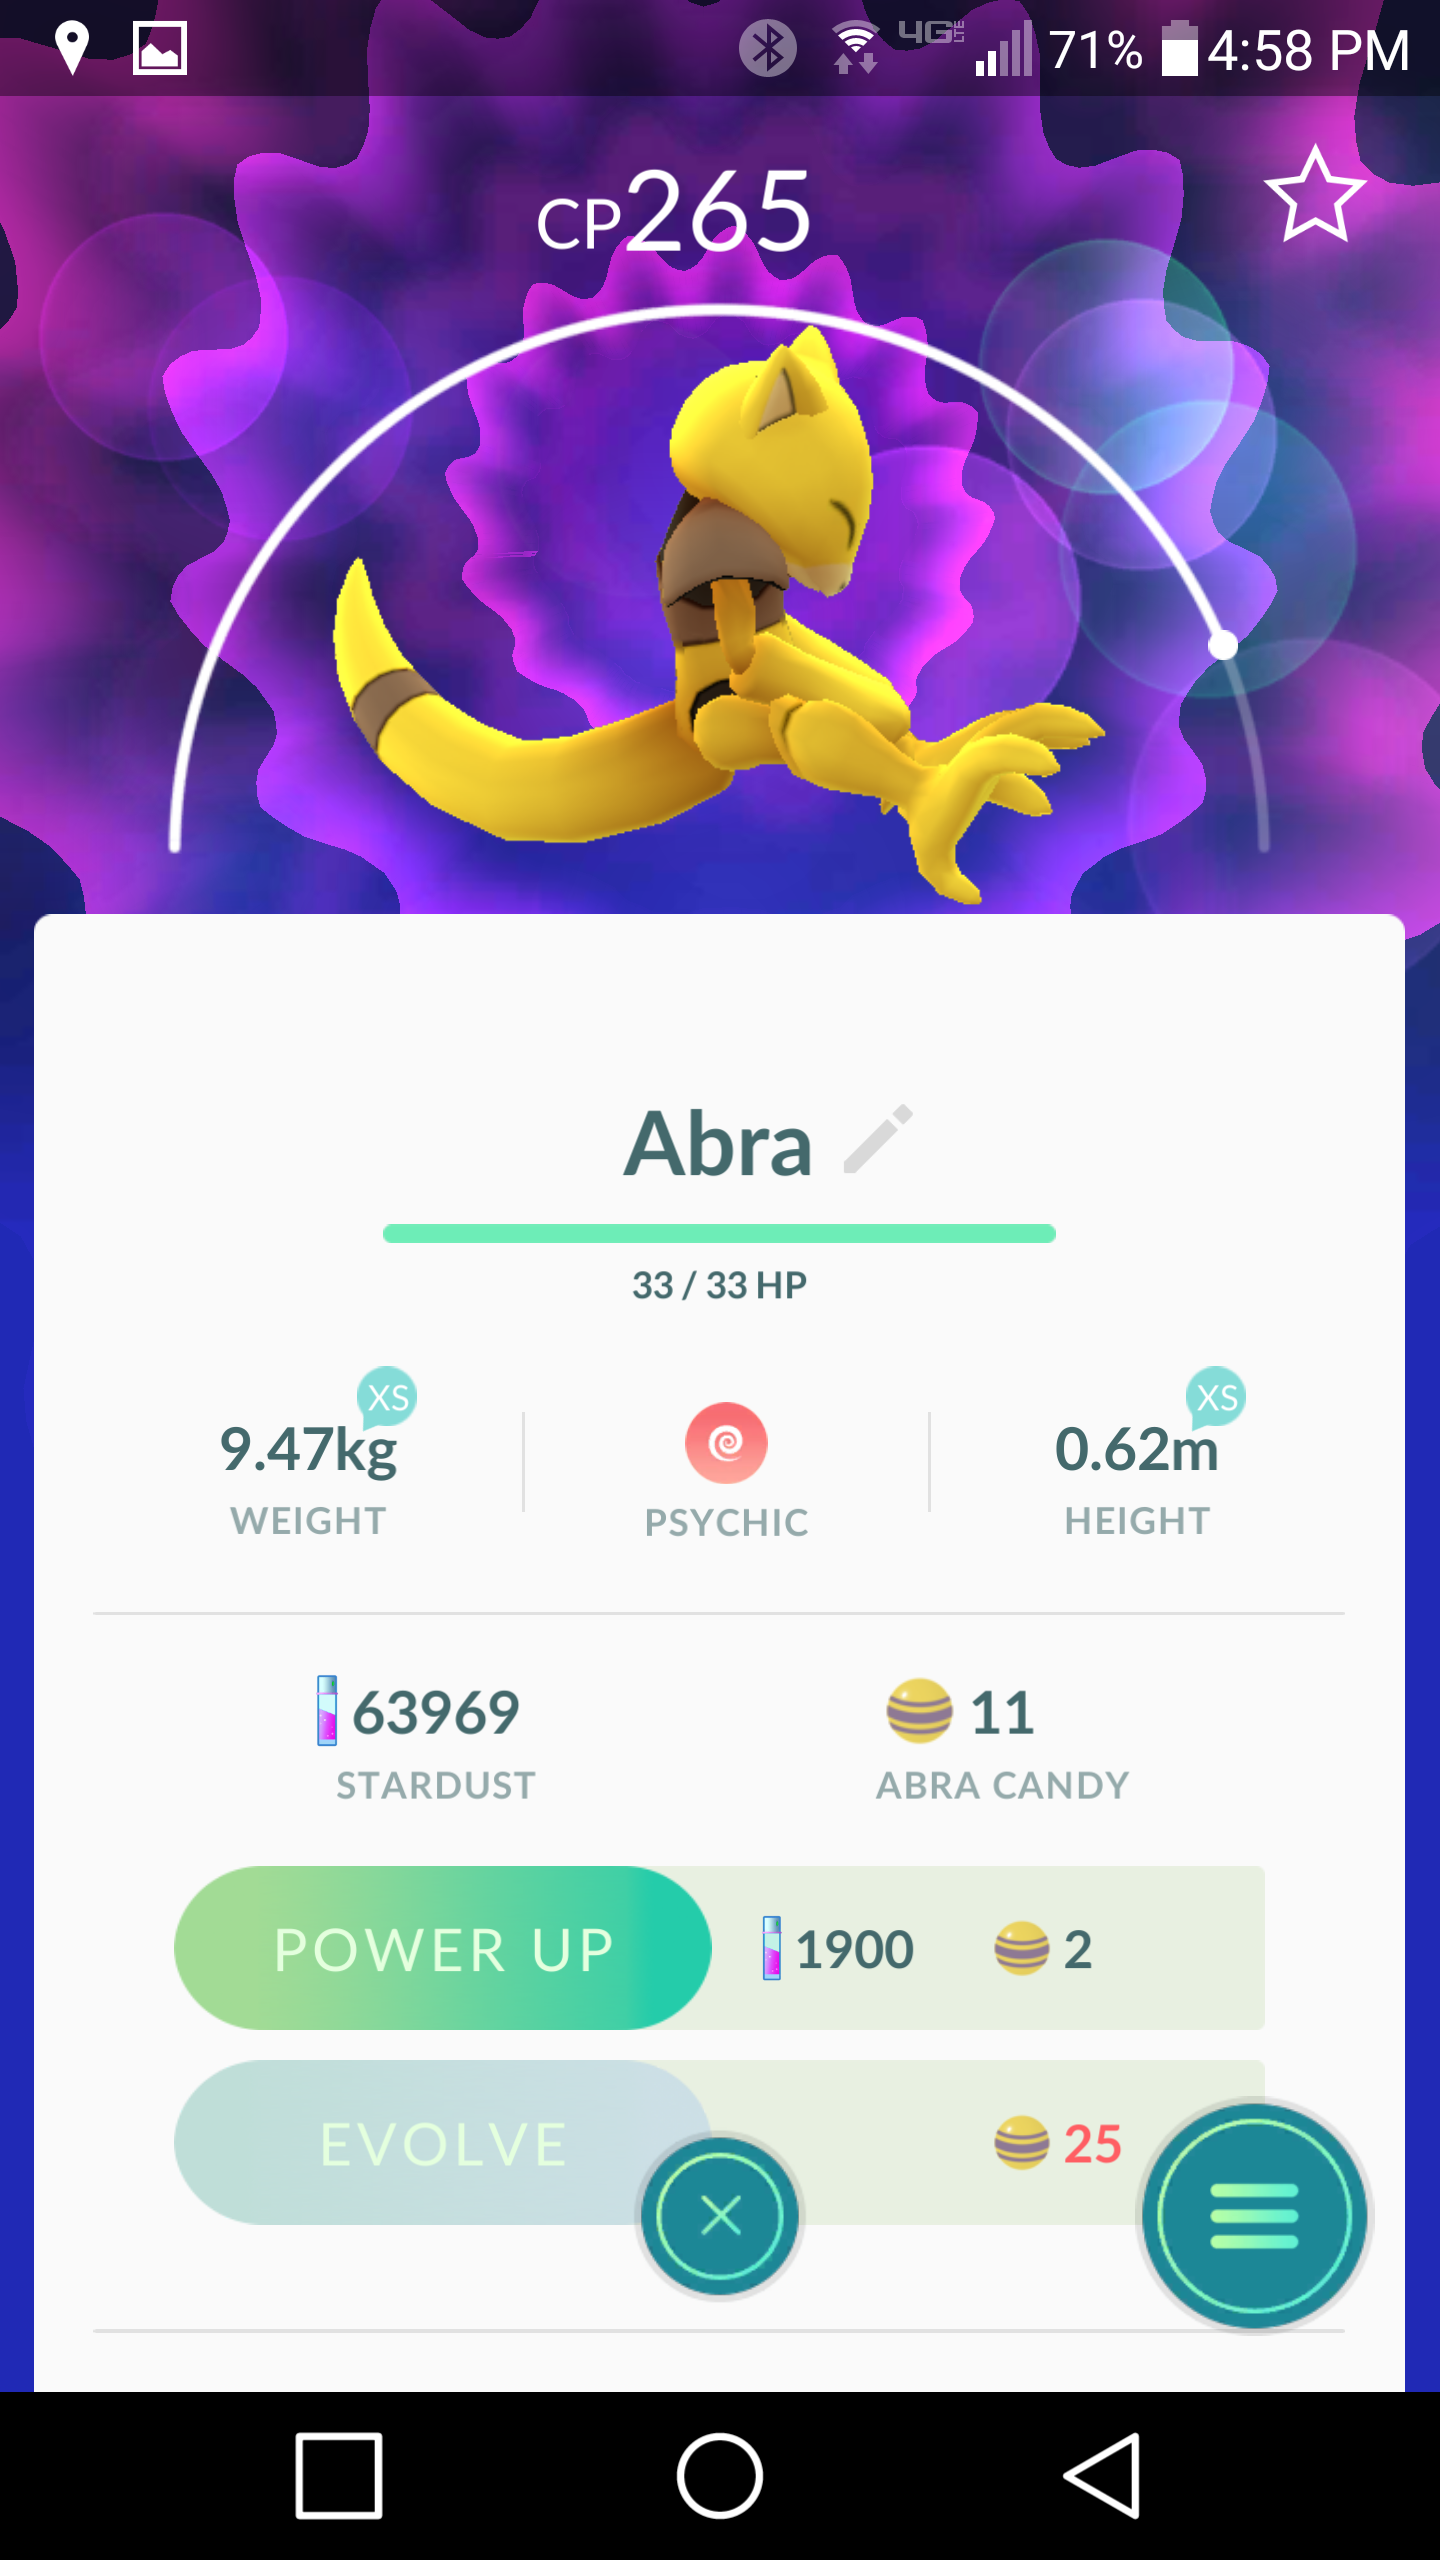 4G LTE 71% 4:58 PM
CP265
Abra
33 / 33 HP
XS XS
9.47kg 0.62m
WEIGHT PSYCHIC HEIGHT
63969 11
STARDUST ABRA CANDY
POWER UP 1900 2
EVOLVE 25